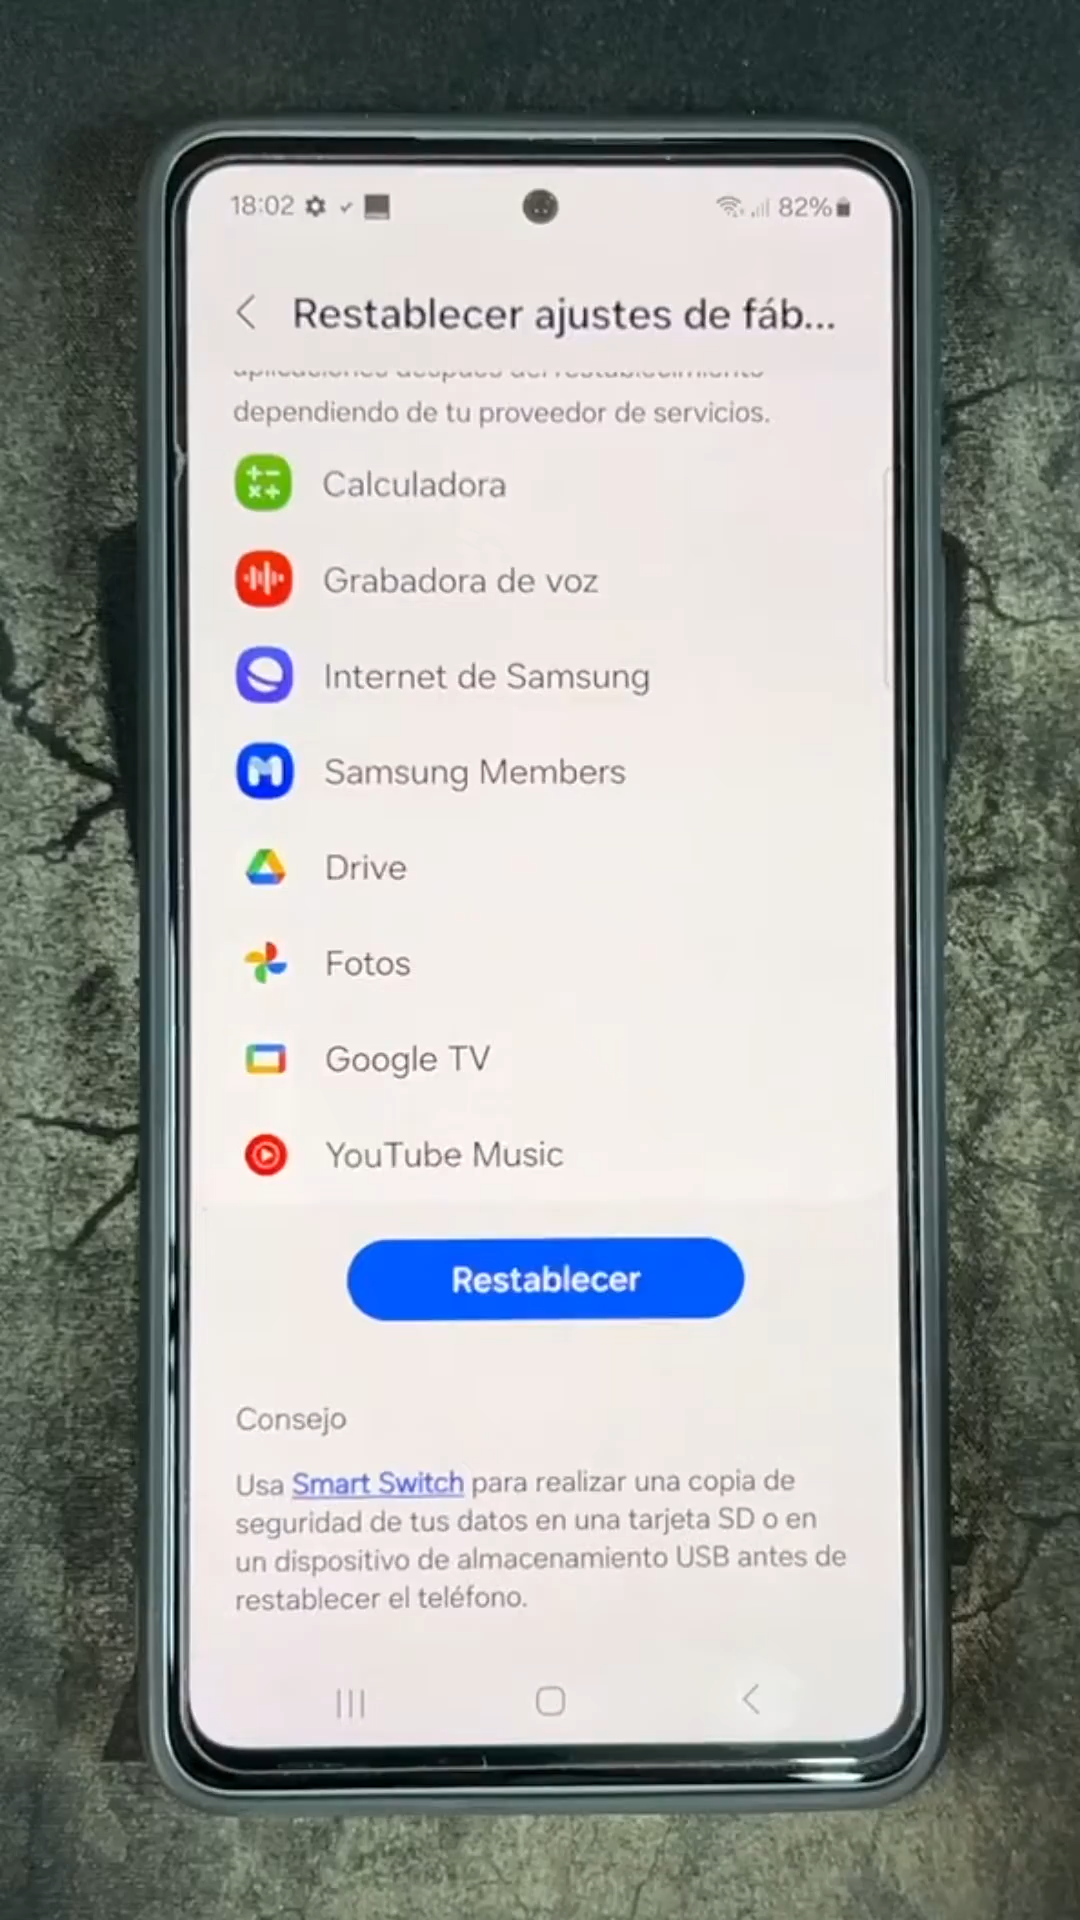 18:02
82%
Restablecer ajustes de fáb...
dependiendo de tu proveedor de servicios.
Calculadora
Grabadora de voz
Internet de Samsung
Samsung Members
Drive
Fotos
Google TV
YouTube Music
Restablecer
Consejo
Usa Smart Switch para realizar una copia de
seguridad de tus datos en una tarjeta SD o en
un dispositivo de almacenamiento USB antes de
restablecer el teléfono.